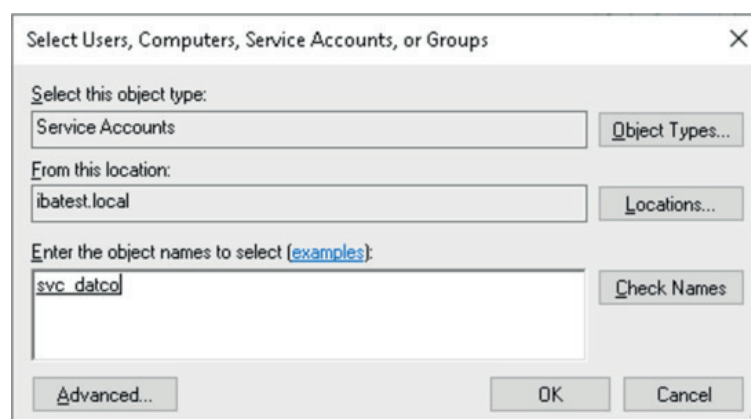 Select Users, Computers, Service Accounts, or Groups
Select this object type:
Service Accounts
Object Types...
From this location:
ibatest.local
Locations...
Enter the object names to select (examples):
svc_datco
Check Names
Advanced...
OK
Cancel